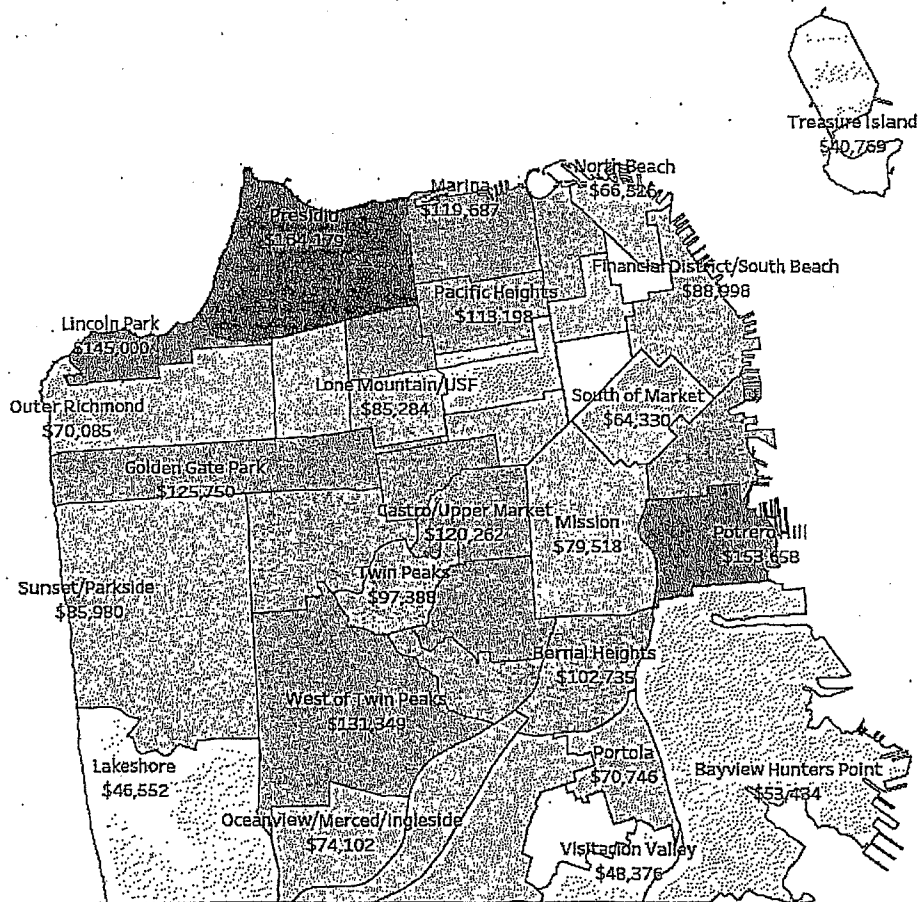 Treasure Island
$40,769
North Beach
$66,526
Marina
$119,687
Presidio
$164,179
Financial District/South Beach
$88,998
Pacific Heights
$113,198
Lincoln Park
$145,000
Lone Mountain/USF
$85,284
South of Market
$64,330
Outer Richmond
$70,085
Golden Gate Park
$125,750
Castro/Upper Market
$120,262
Mission
$79,518
Potrero Hill
$153,658
Twin Peaks
$97,388
Sunset/Parkside
$85,980
Bernal Heights
$102,735
West of Twin Peaks
$131,349
Portola
$70,746
Lakeshore
$46,552
Bayview Hunters Point
$53,434
Oceanview/Merced/Ingleside
$74,102
Visitacion Valley
$48,376